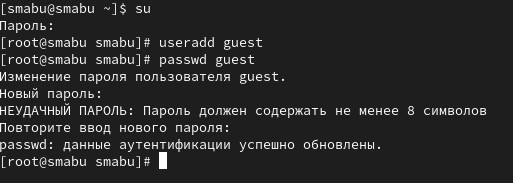 [smabu@smabu ~]$ su
Пароль:
[root@smabu smabu]# useradd guest
[root@smabu smabu]# passwd guest
Изменение пароля пользователя guest.
Новый пароль:
НЕУДАЧНЫЙ ПАРОЛЬ: Пароль должен содержать не менее 8 символов
Повторите ввод нового пароля:
passwd: данные аутентификации успешно обновлены.
[root@smabu smabu]#